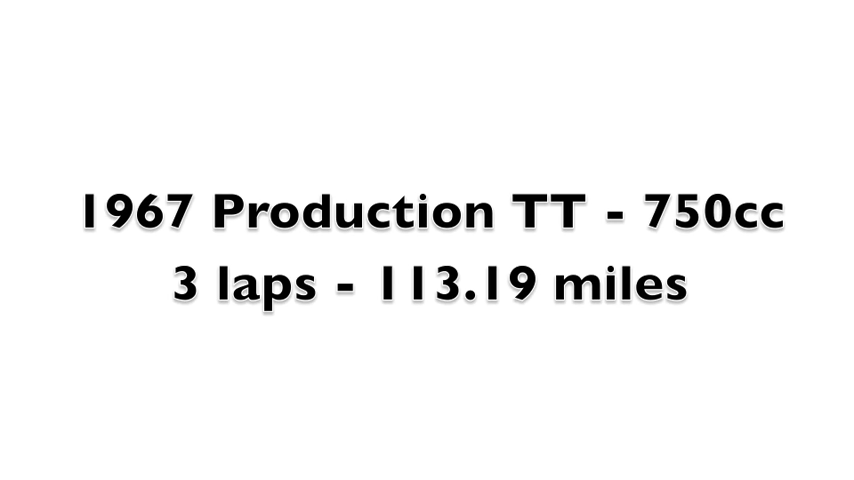 1967 Production TT - 750cc
3 laps - 113.19 miles